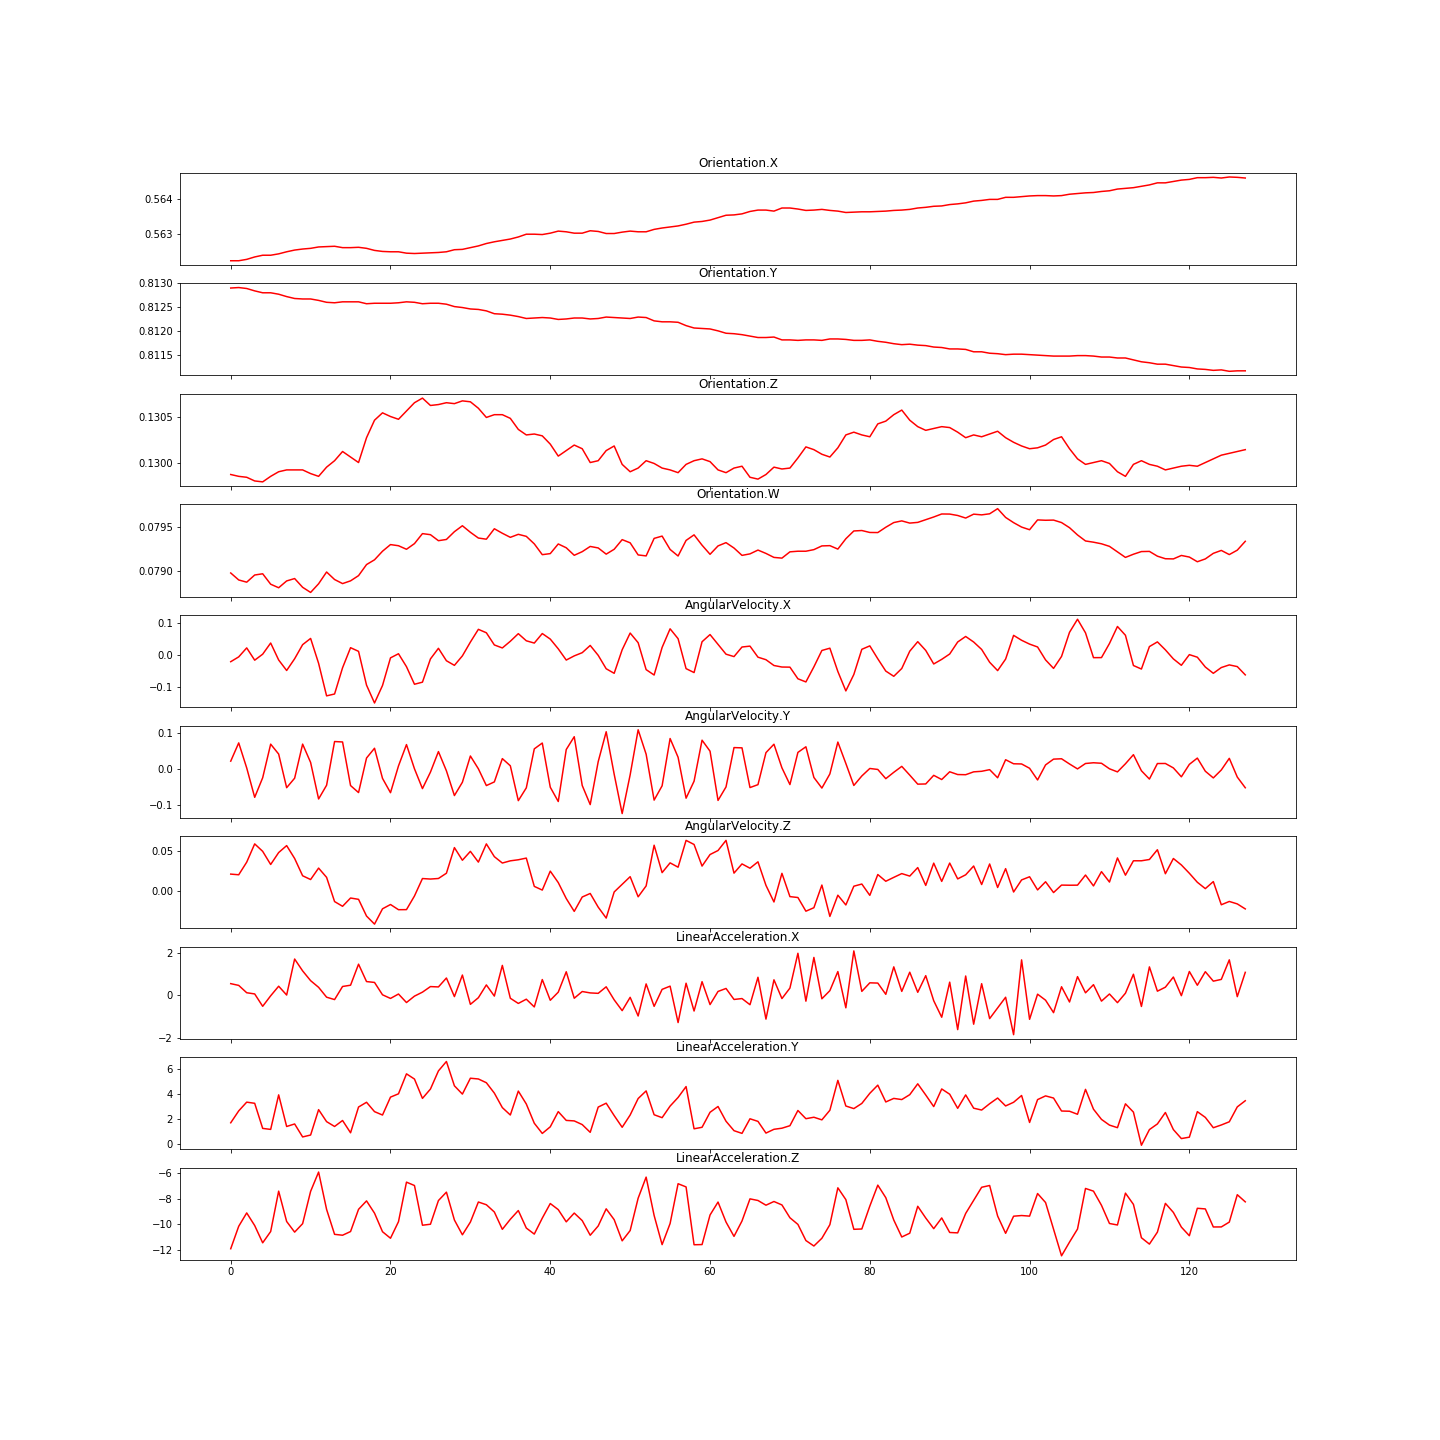 Orientation.X
0.564
0.563
Orientation.Y
0.8130
0.8125
0.8120
0.8115
Orientation.Z
0.1305
0.1300
Orientation.W
0.0795
0.0790
AngularVelocity.X
0.1
0.0
−0.1
AngularVelocity.Y
0.1
0.0
−0.1
AngularVelocity.Z
0.05
0.00
LinearAcceleration.X
2
0
−2
LinearAcceleration.Y
6
4
2
0
LinearAcceleration.Z
−6
−8
−10
−12
0 20 40 60 80 100 120